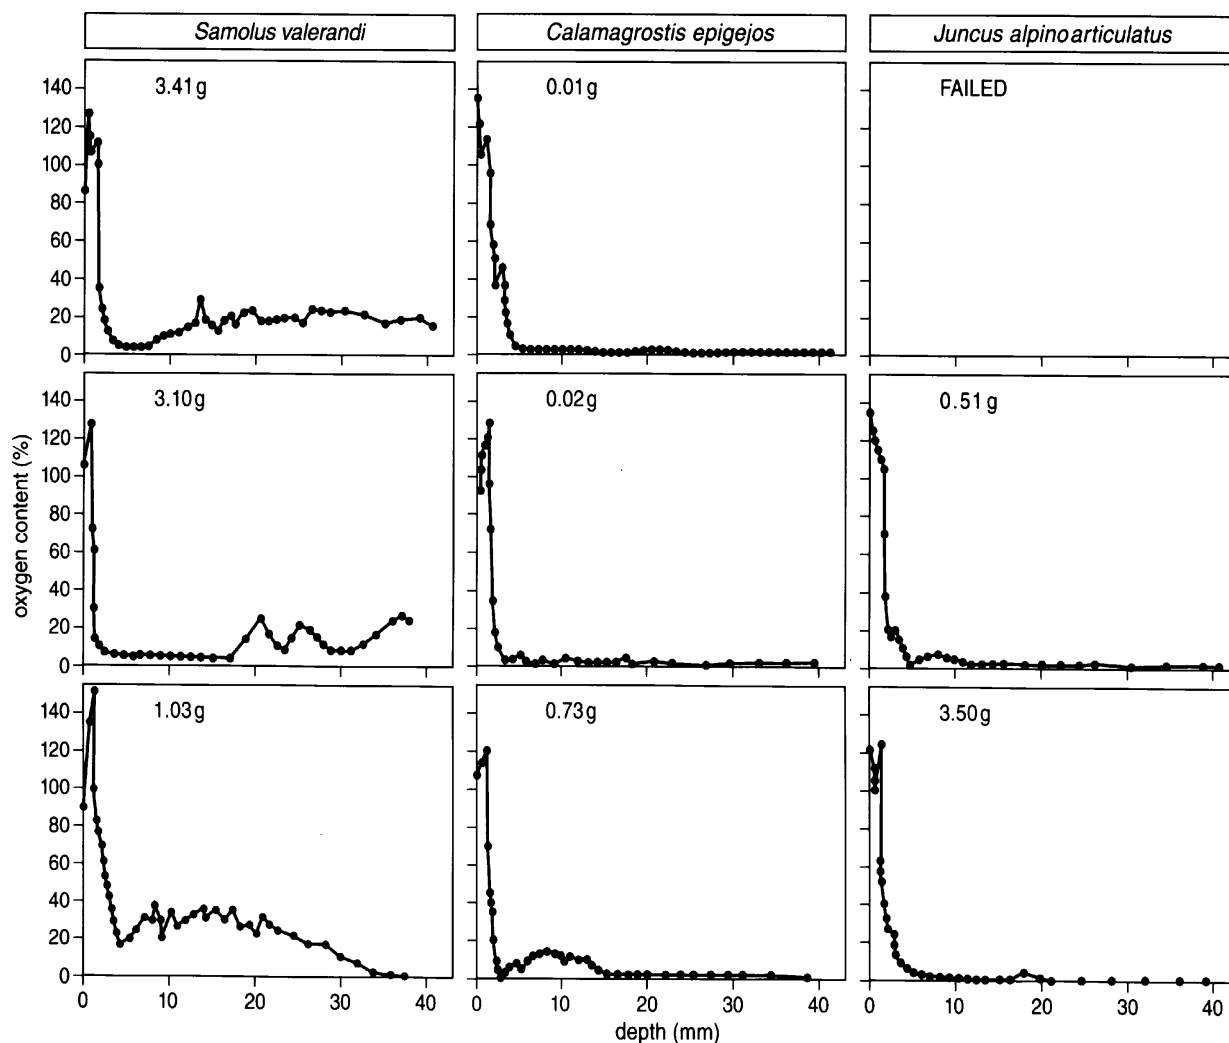 Samolus valerandi
Calamagrostis epigejos
Juncus alpinoarticulatus
3.41 g
0.01 g
FAILED
140
120
100
80
60
40
20
0
3.10 g
0.02 g
0.51 g
140
120
100
80
60
40
20
0
oxygen content (%)
1.03 g
0.73 g
3.50 g
140
120
100
80
60
40
20
0
0 10 20 30 40
0 10 20 30 40
0 10 20 30 40
depth (mm)